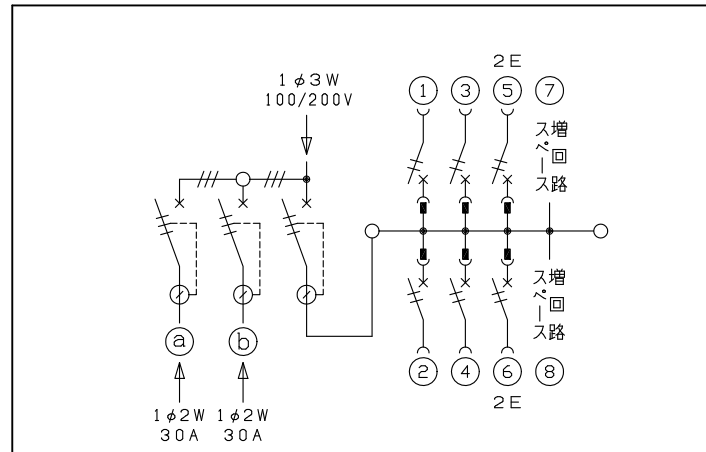 2E
1φ3W
100/200V
① ③ ⑤ ⑦
増回路
スペース
ⓐ ⓑ
増回路
スペース
② ④ ⑥ ⑧
2E
1φ2W 1φ2W
30A 30A